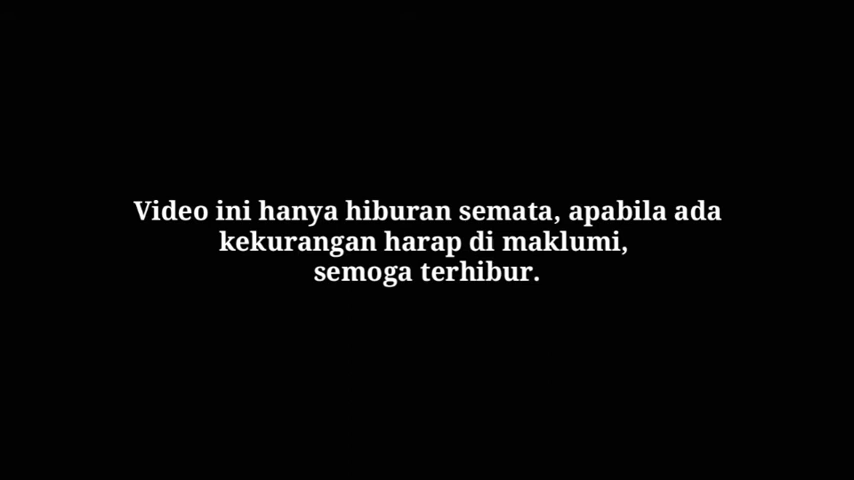 Video ini hanya hiburan semata, apabila ada
kekurangan harap di maklumi,
semoga terhibur.